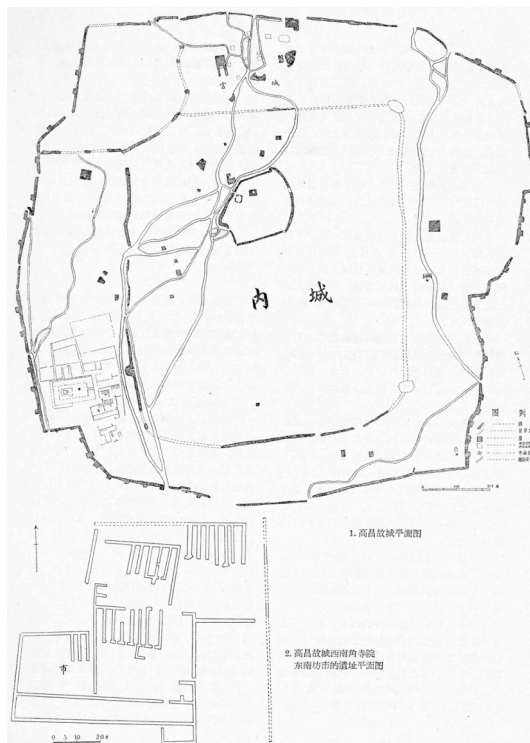 宫 城
内 城
图 例
1. 高昌故城平面图
2. 高昌故城西南角寺院
东南坊市的遗址平面图
市
0 5 10 20米